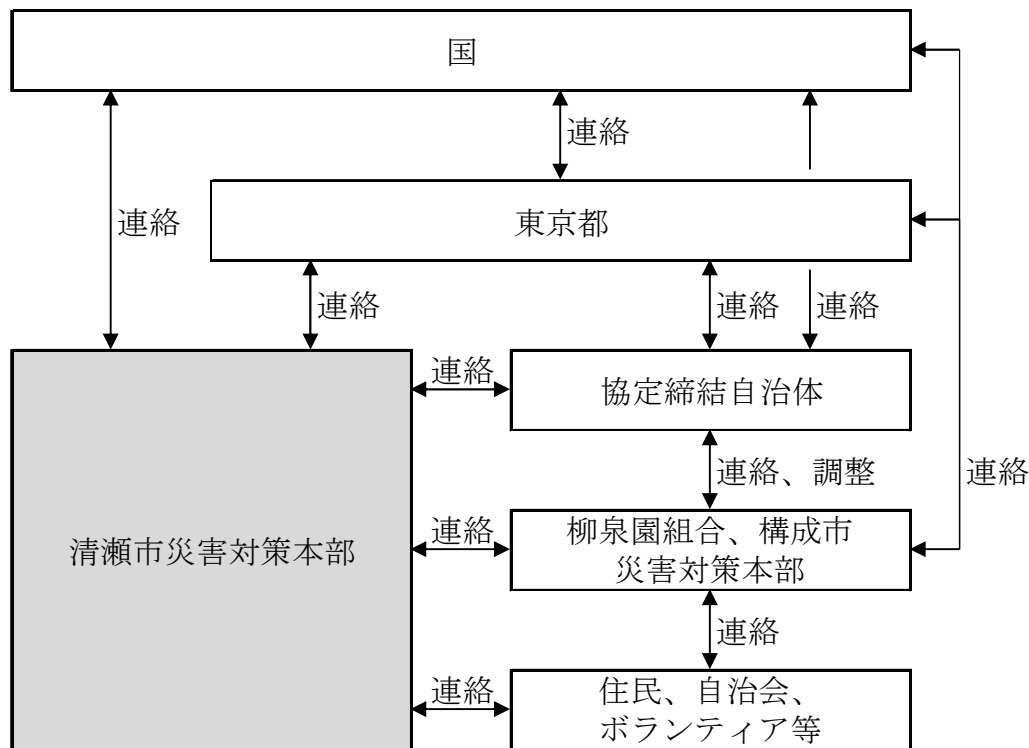 国
連絡
東京都
連絡
連絡
連絡
連絡
連絡
協定締結自治体
連絡、調整
連絡
清瀬市災害対策本部
連絡
柳泉園組合、構成市
災害対策本部
連絡
連絡
住民、自治会、
ボランティア等